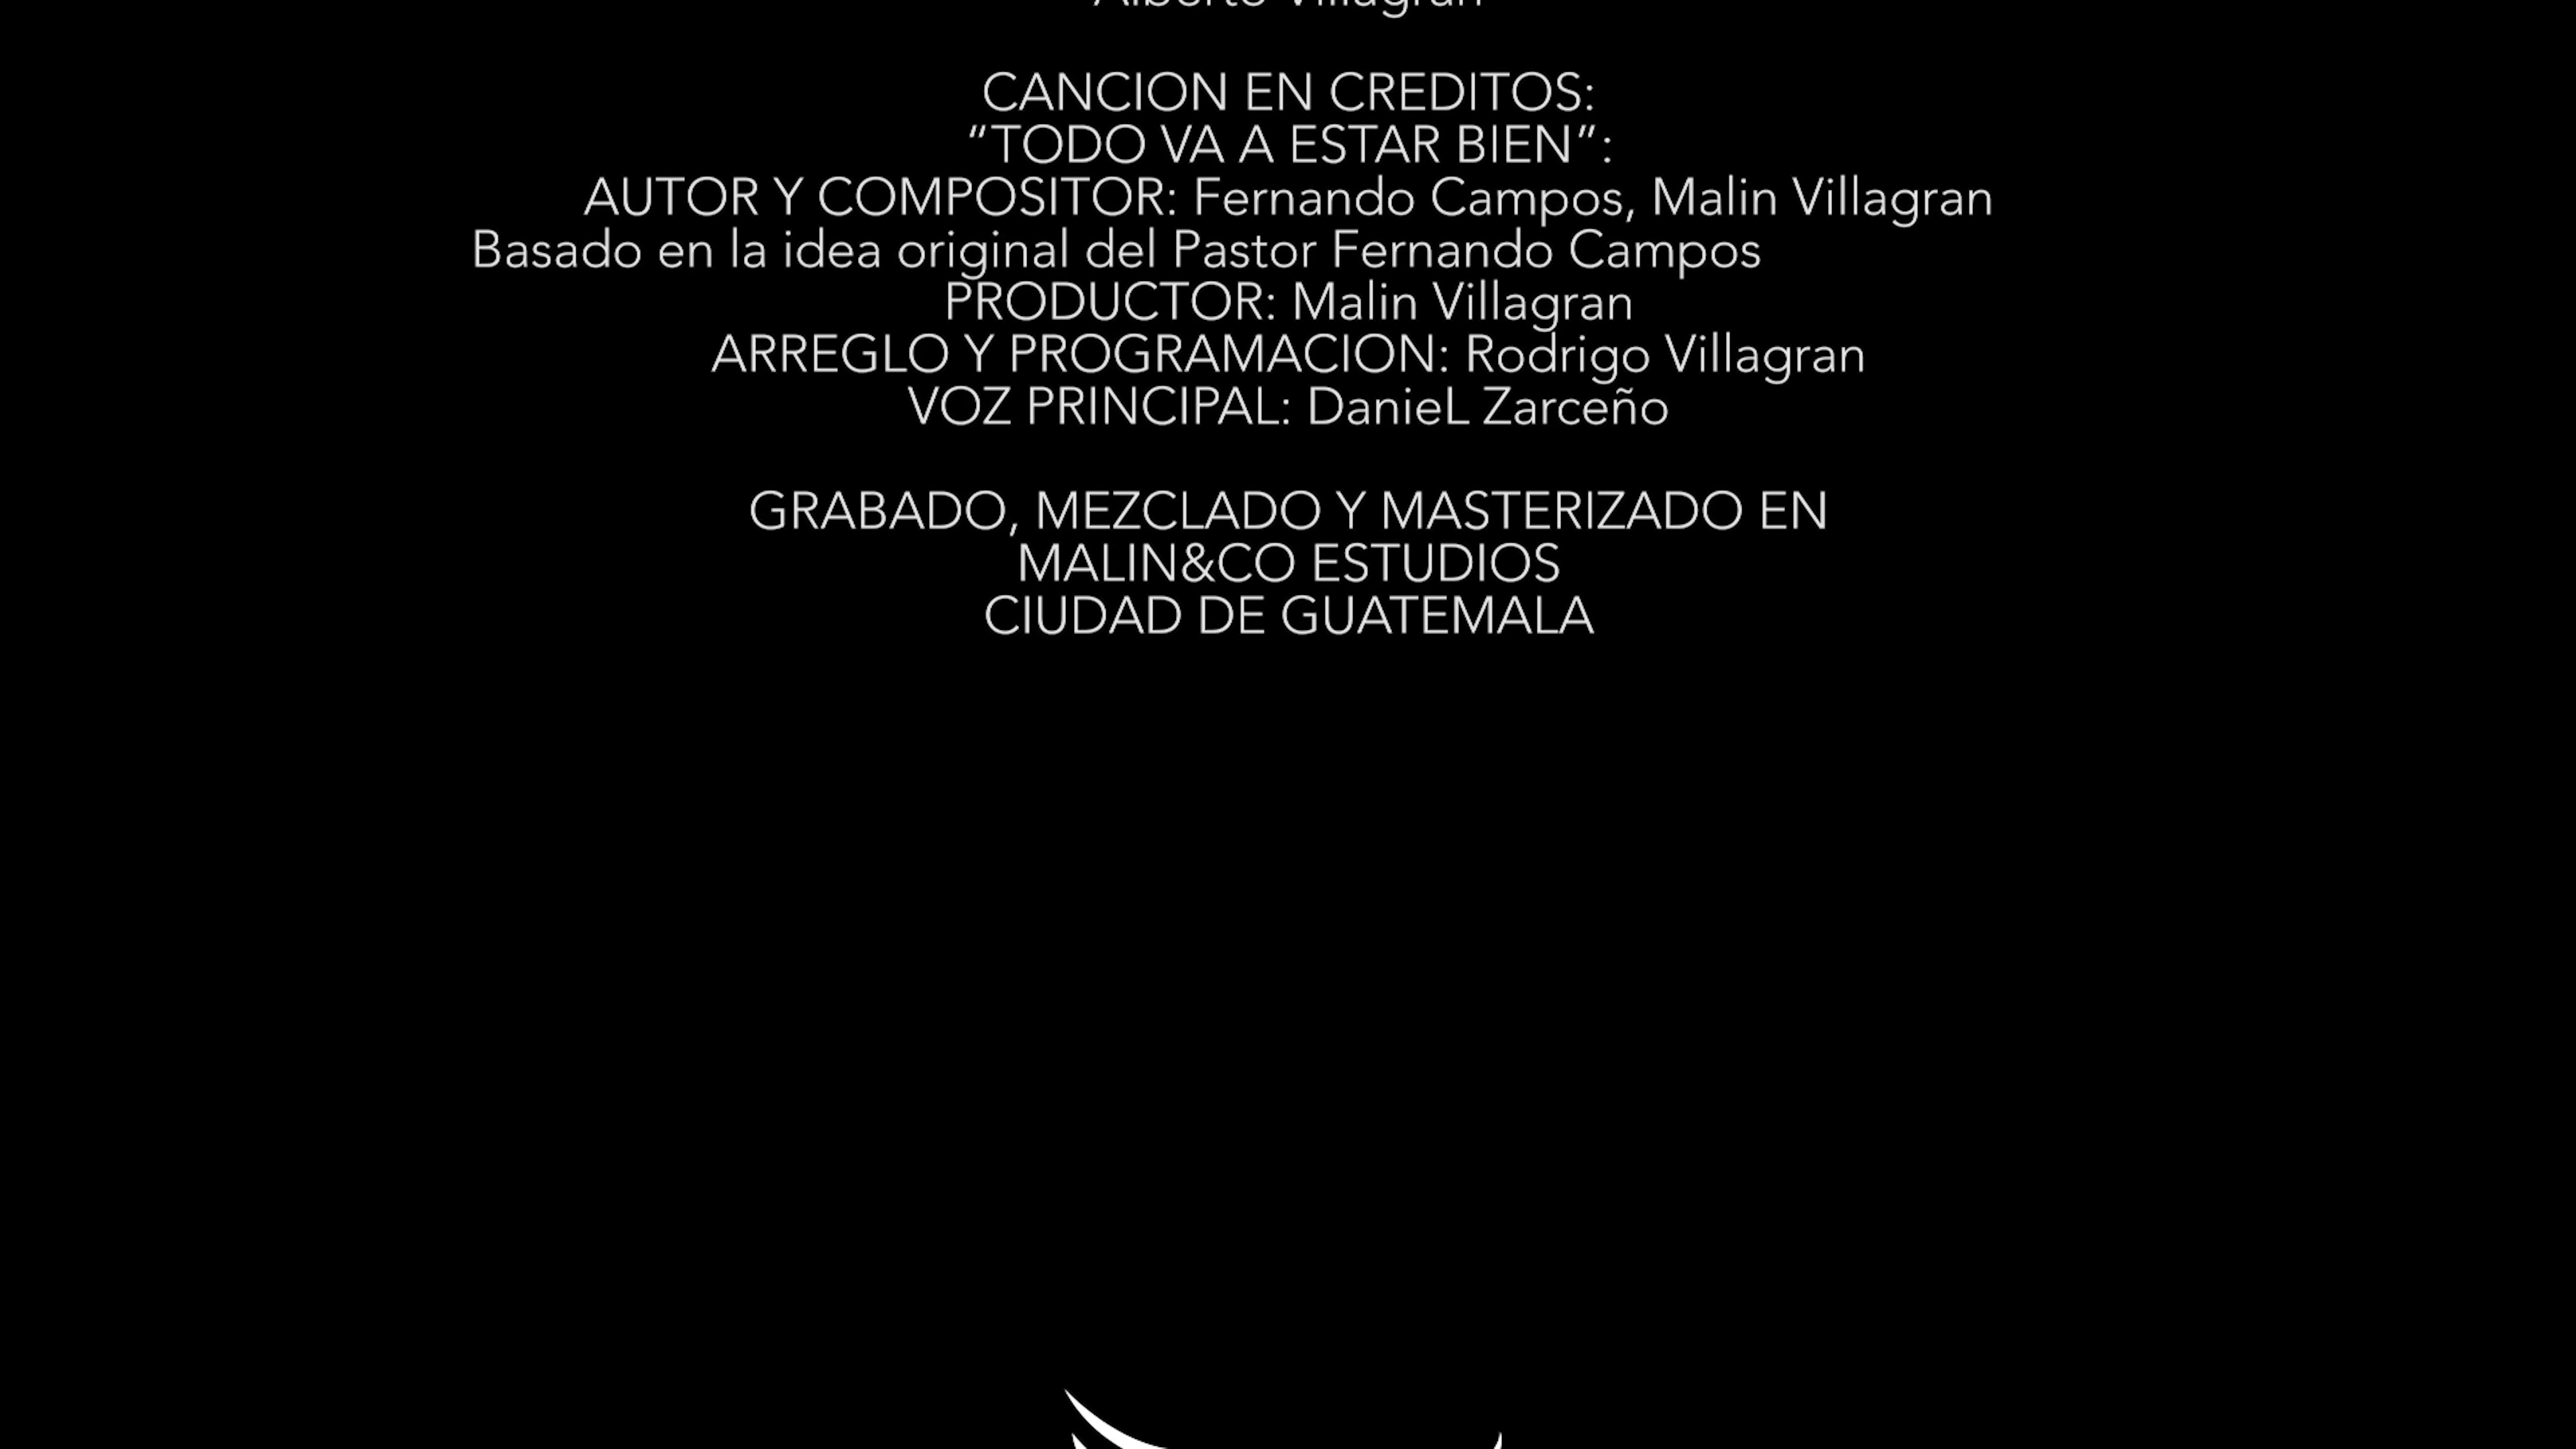 Alberto Villagran
CANCION EN CREDITOS:
“TODO VA A ESTAR BIEN”:
AUTOR Y COMPOSITOR: Fernando Campos, Malin Villagran
Basado en la idea original del Pastor Fernando Campos
PRODUCTOR: Malin Villagran
ARREGLO Y PROGRAMACION: Rodrigo Villagran
VOZ PRINCIPAL: DanieL Zarceño
GRABADO, MEZCLADO Y MASTERIZADO EN
MALIN&CO ESTUDIOS
CIUDAD DE GUATEMALA